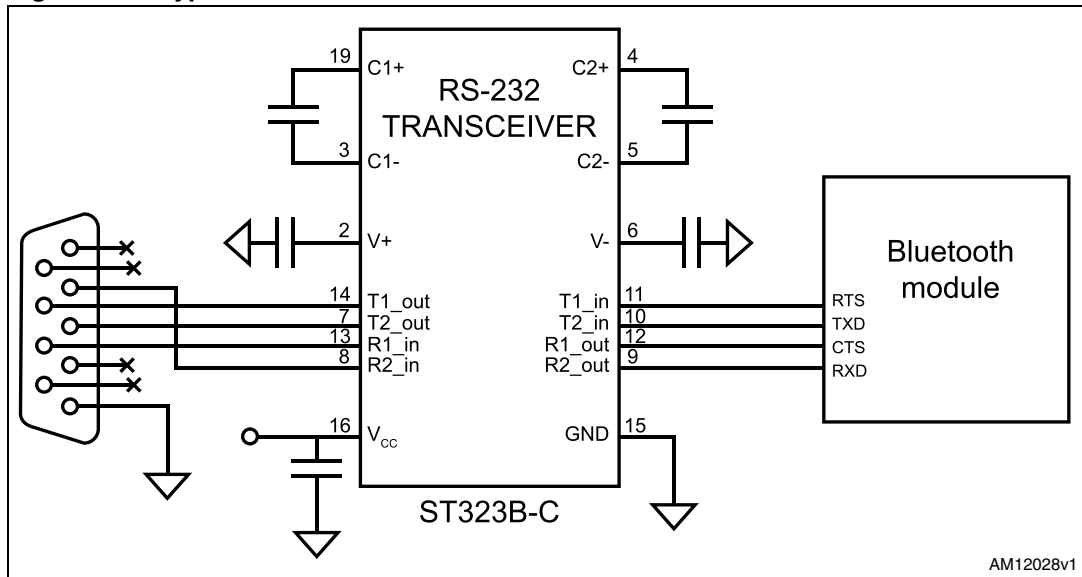 19 C1+ C2+ 4
RS-232
TRANSCEIVER
3 C1- C2- 5
2 V+ V- 6
Bluetooth
module
14 T1_out T1_in 11 RTS
7 T2_out T2_in 10 TXD
13 R1_in R1_out 12 CTS
8 R2_in R2_out 9 RXD
16 VCC GND 15
ST323B-C
AM12028v1